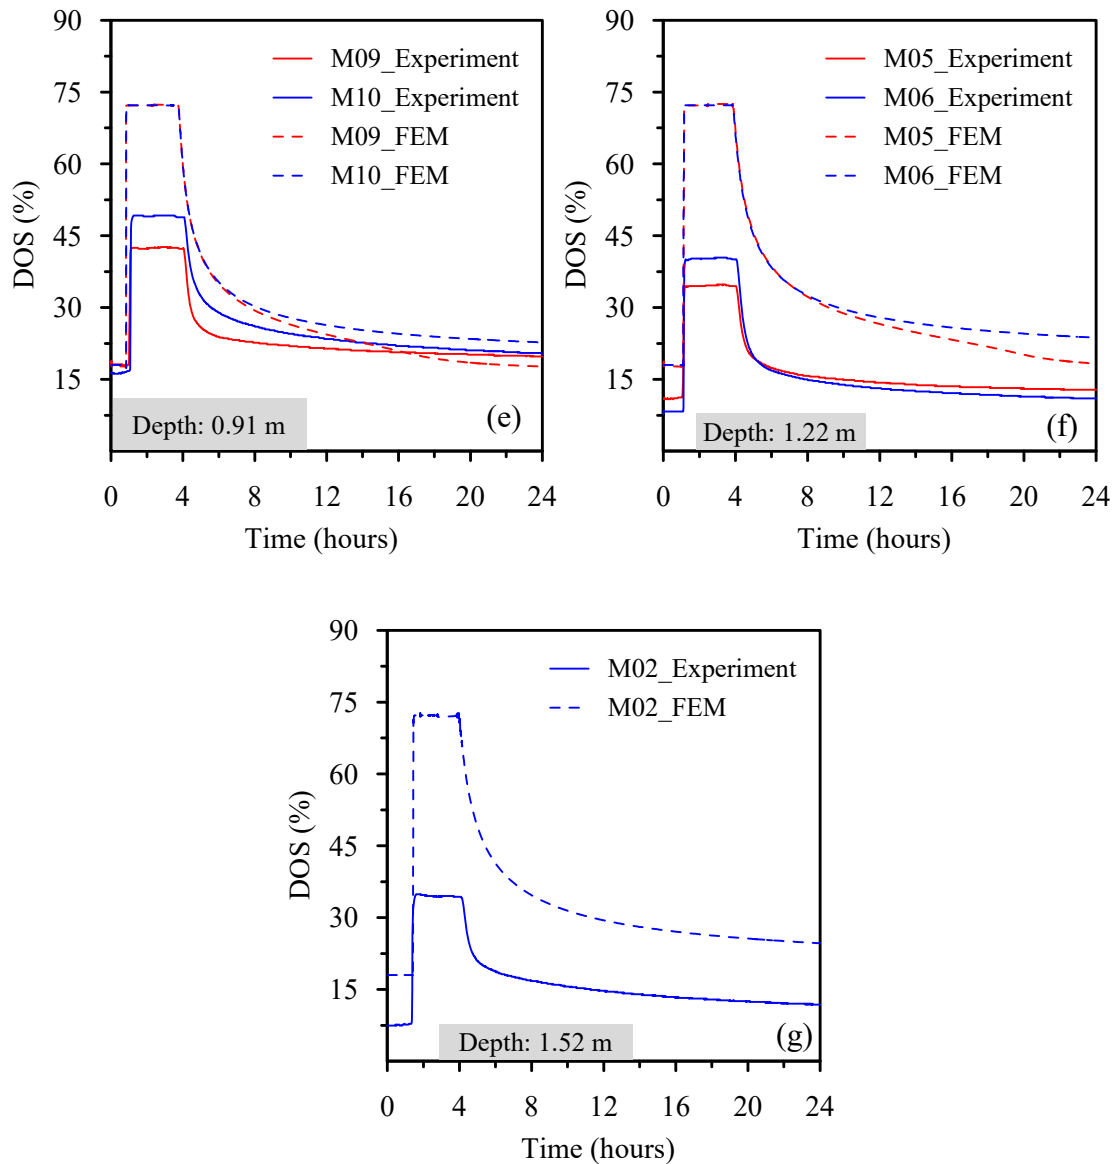 90
75
60
45
30
15
DOS (%)
M09_Experiment
M10_Experiment
M09_FEM
M10_FEM
Depth: 0.91 m
(e)
0 4 8 12 16 20 24
Time (hours)
90
75
60
45
30
15
DOS (%)
M05_Experiment
M06_Experiment
M05_FEM
M06_FEM
Depth: 1.22 m
(f)
0 4 8 12 16 20 24
Time (hours)
90
75
60
45
30
15
DOS (%)
M02_Experiment
M02_FEM
Depth: 1.52 m
(g)
0 4 8 12 16 20 24
Time (hours)